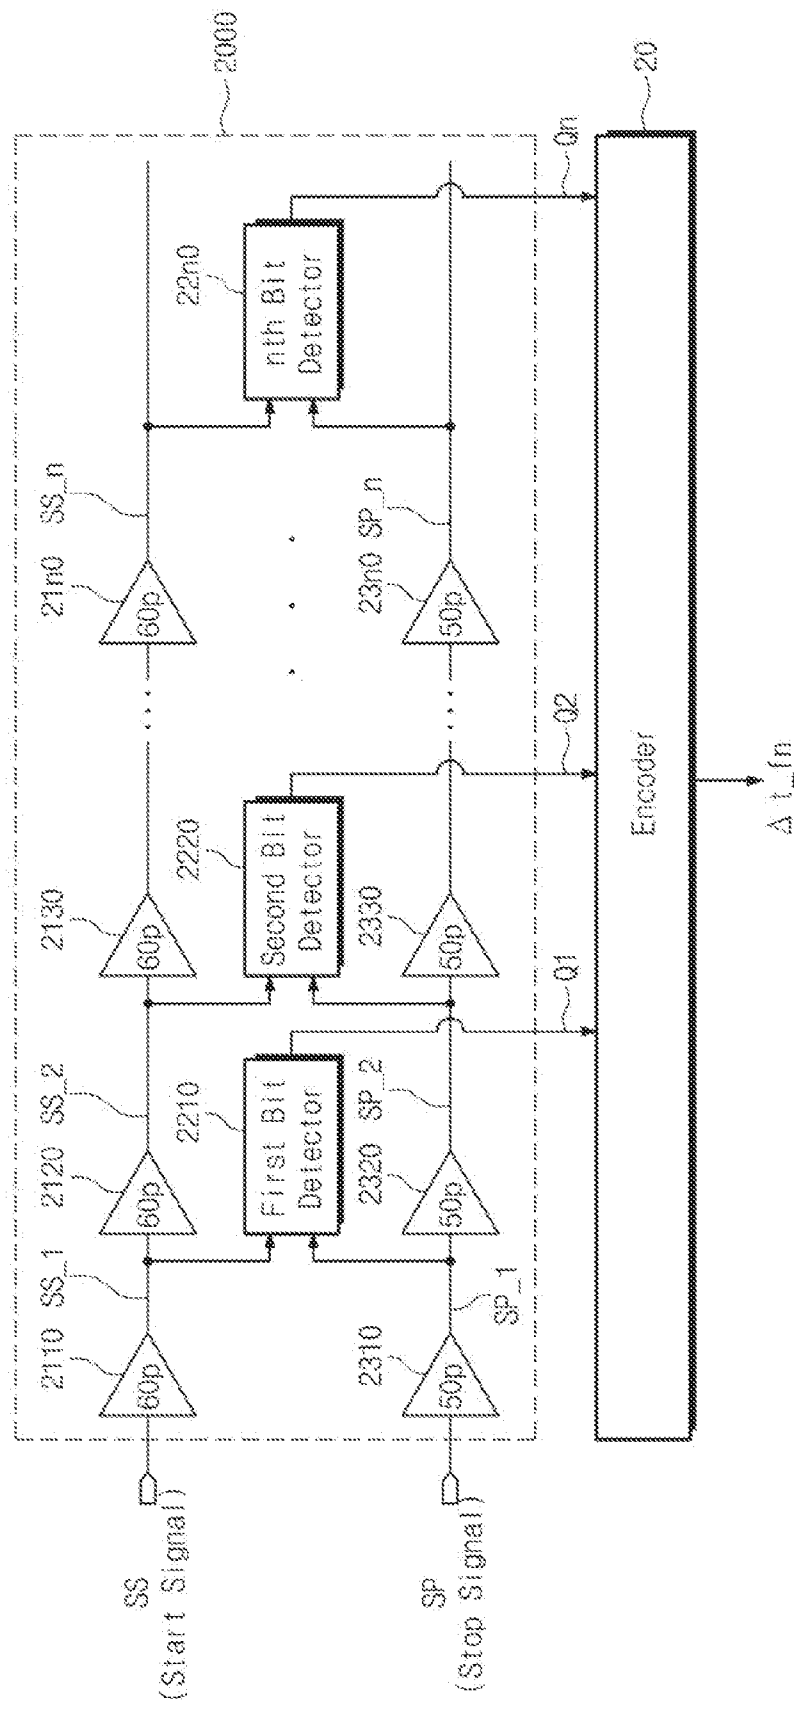 2000
SS
(Start Signal)
2110
60p
SS_1
2120
60p
SS_2
2130
60p
21n0
60p
SS_n
2210
First Bit
Detector
2220
Second Bit
Detector
22n0
nth Bit
Detector
SP
(Stop Signal)
2310
50p
SP_1
2320
50p
SP_2
2330
50p
23n0
50p
SP_n
Q1
Q2
Qn
Encoder
20
Δt_fn